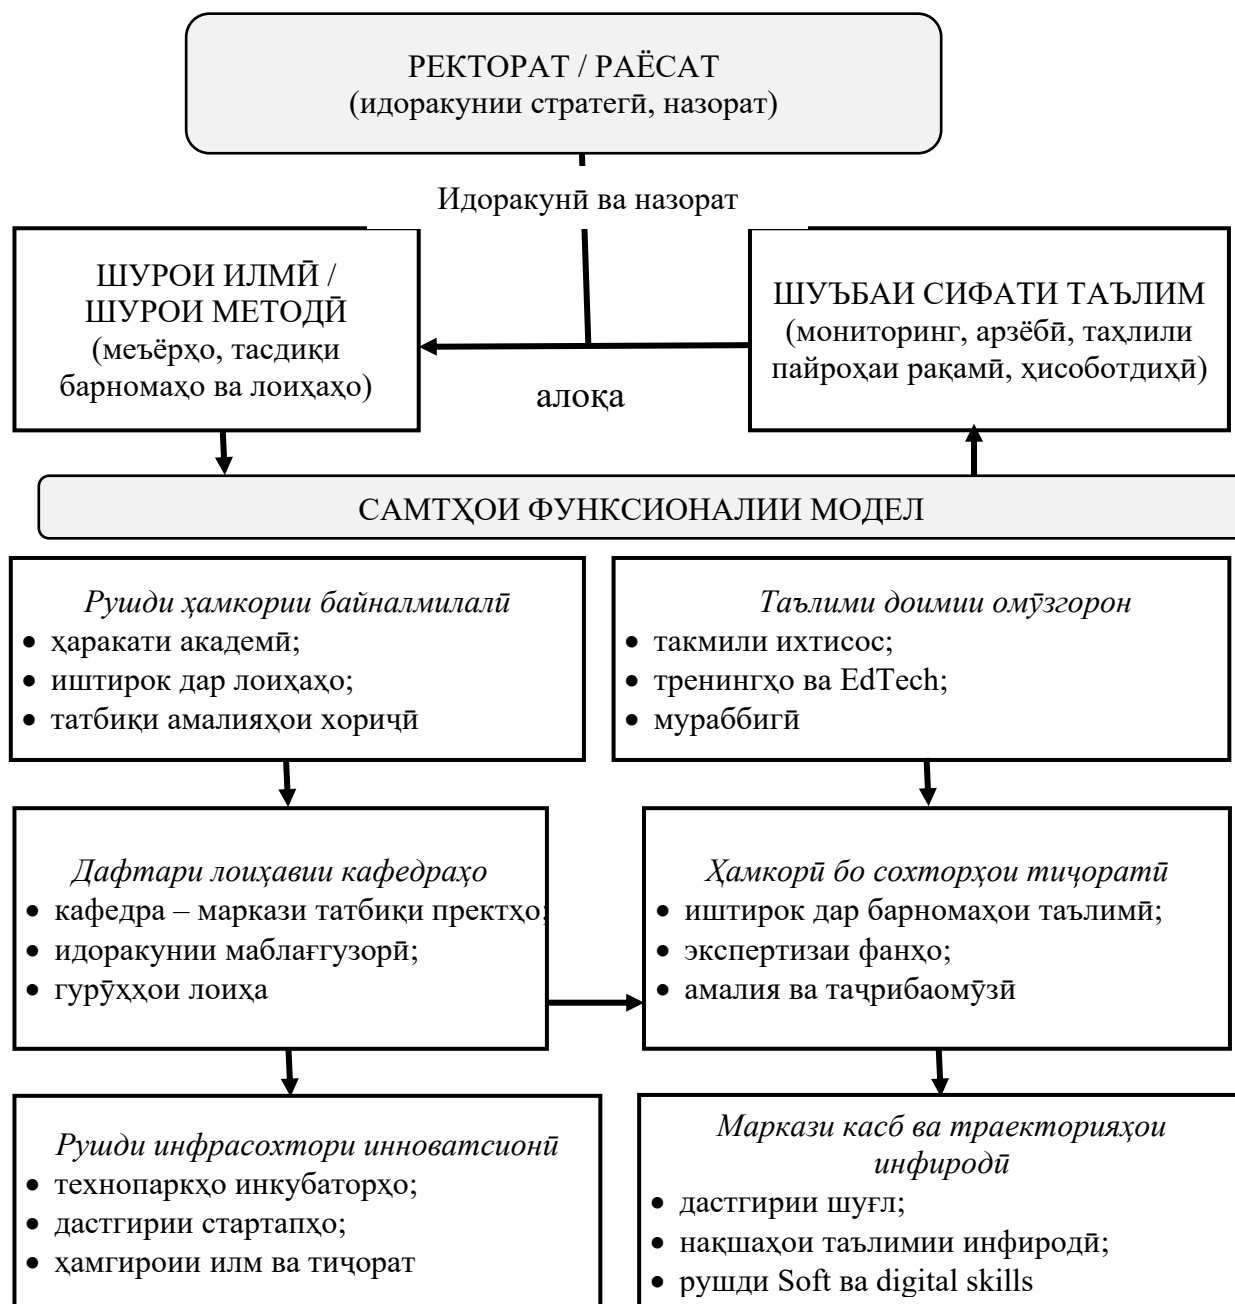 РЕКТОРАТ / РАЁСАТ
(идоракунии стратегӣ, назорат)
Идоракунӣ ва назорат
ШУРОИ ИЛМӢ /
ШУРОИ МЕТОДӢ
(меъёрҳо, тасдиқи
барномаҳо ва лоиҳаҳо)
алоқа
ШУЪБАИ СИФАТИ ТАЪЛИМ
(мониторинг, арзёбӣ, таҳлили
пайроҳаи рақамӣ, ҳисоботдиҳӣ)
САМТҲОИ ФУНКСИОНАЛИИ МОДЕЛ
Рушди ҳамкории байналмилалӣ
• ҳаракати академӣ;
• иштирок дар лоиҳаҳо;
• татбиқи амалияҳои хориҷӣ
Таълими доимии омӯзгорон
• такмили ихтисос;
• тренингҳо ва EdTech;
• мураббигӣ
Дафтари лоиҳавии кафедраҳо
• кафедра – маркази татбиқи пректҳо;
• идоракунии маблағгузорӣ;
• гурӯҳҳои лоиҳа
Ҳамкорӣ бо сохторҳои тиҷоратӣ
• иштирок дар барномаҳои таълимӣ;
• экспертизаи фанҳо;
• амалия ва таҷрибаомӯзӣ
Рушди инфрасохтори инноватсионӣ
• технопаркҳо инкубаторҳо;
• дастгирии стартапҳо;
• ҳамгироии илм ва тиҷорат
Маркази касб ва траекторияҳои
инфиродӣ
• дастгирии шуғл;
• нақшаҳои таълимии инфиродӣ;
• рушди Soft ва digital skills